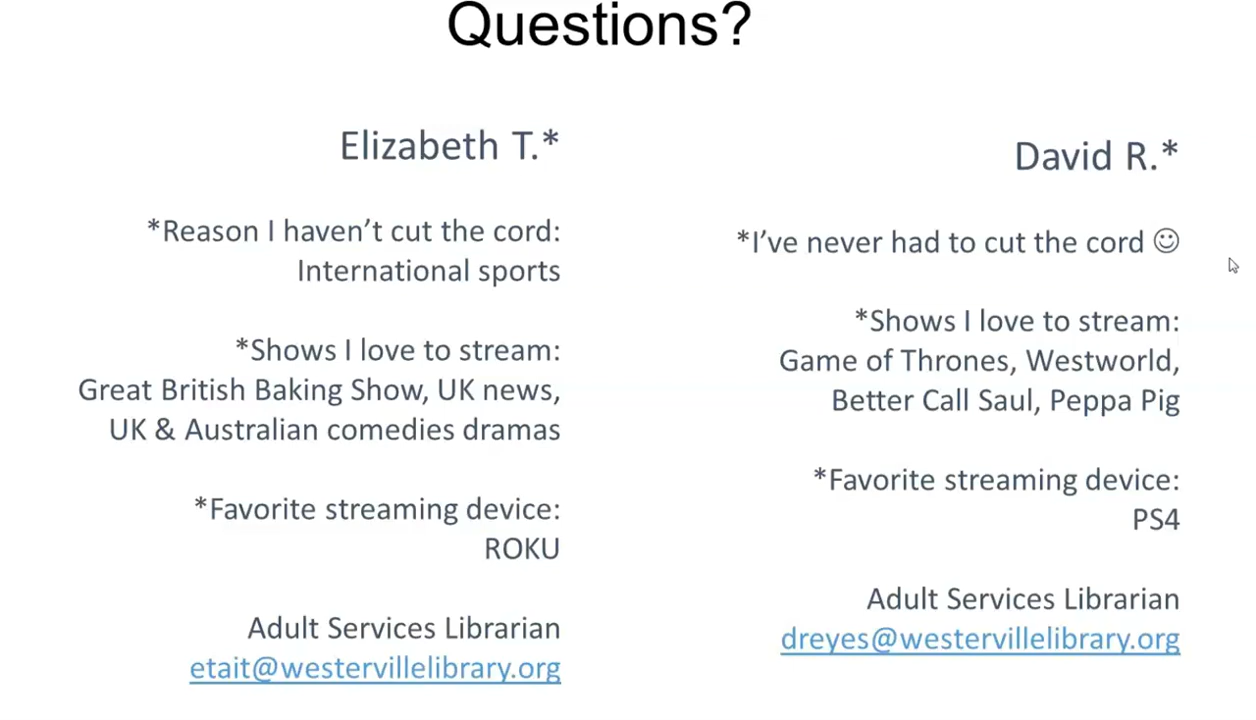 Questions?
Elizabeth T.*
*Reason I haven’t cut the cord:
International sports
*Shows I love to stream:
Great British Baking Show, UK news,
UK & Australian comedies dramas
*Favorite streaming device:
ROKU
Adult Services Librarian
etait@westervillelibrary.org
David R.*
*I’ve never had to cut the cord ☺
*Shows I love to stream:
Game of Thrones, Westworld,
Better Call Saul, Peppa Pig
*Favorite streaming device:
PS4
Adult Services Librarian
dreyes@westervillelibrary.org